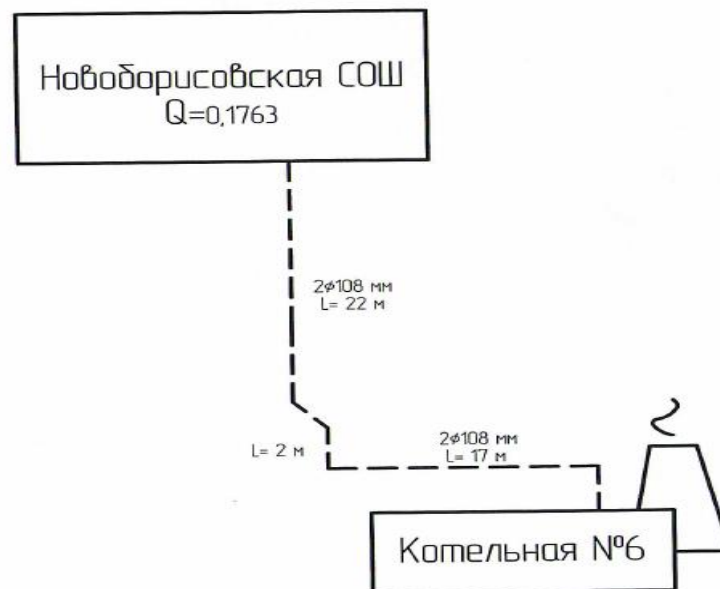 Новоборисовская СОШ
Q=0,1763
2ø108 мм
L= 22 м
L= 2 м
2ø108 мм
L= 17 м
Котельная №6